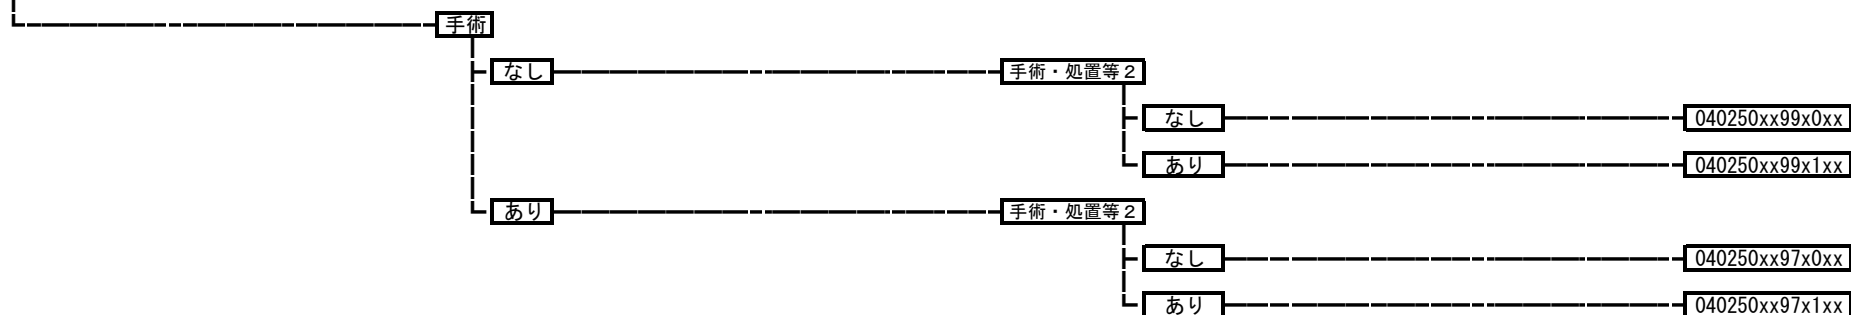 手術
なし 手術・処置等２
なし 040250xx99x0xx
あり 040250xx99x1xx
あり 手術・処置等２
なし 040250xx97x0xx
あり 040250xx97x1xx